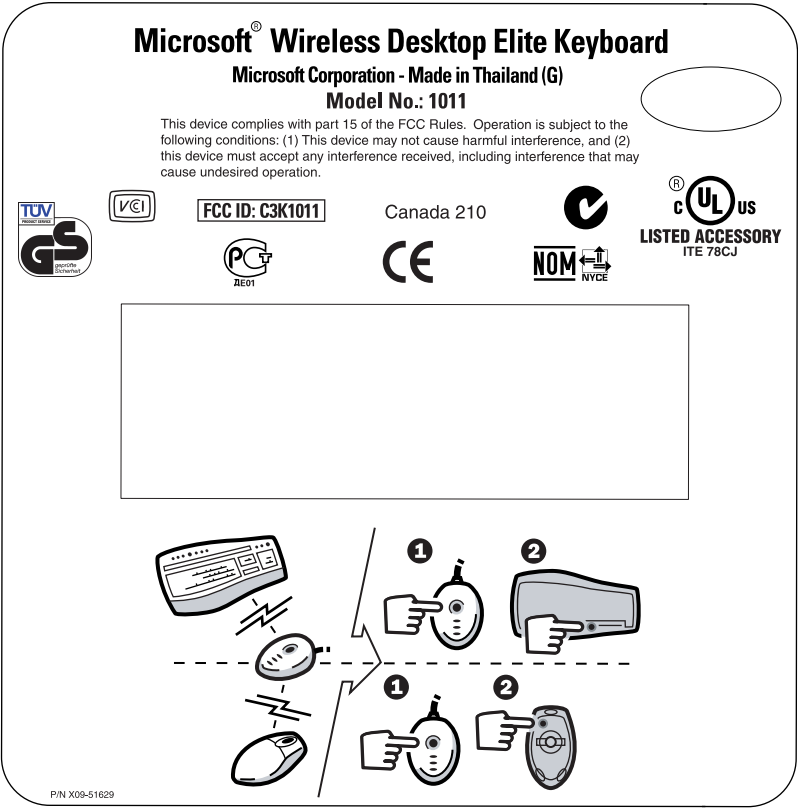 Microsoft® Wireless Desktop Elite Keyboard
Microsoft Corporation - Made in Thailand (G)
Model No.: 1011
This device complies with part 15 of the FCC Rules. Operation is subject to the
following conditions: (1) This device may not cause harmful interference, and (2)
this device must accept any interference received, including interference that may
cause undesired operation.
TÜV
PRODUCT SERVICE
GS
geprüfte
Sicherheit
VCI
FCC ID: C3K1011
Canada 210
® c UL US
LISTED ACCESSORY
ITE 78CJ
РСТ
ДЕ01
CE
NOM
NYCE
1 2
1 2
P/N X09-51629